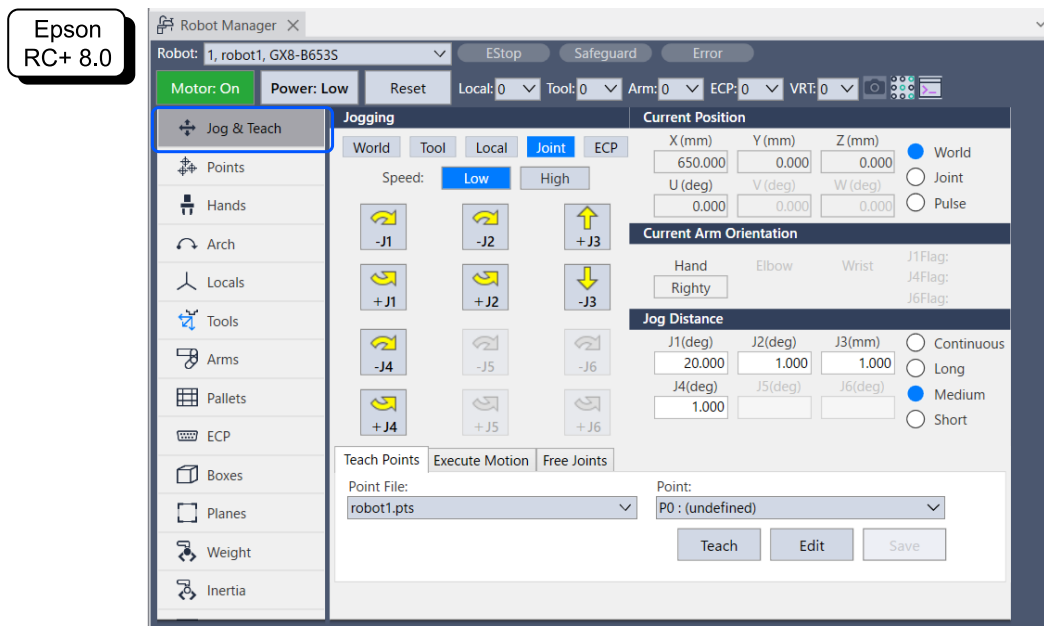 Epson
RC+ 8.0
Robot Manager
Robot: 1, robot1, GX8-B653S EStop Safeguard Error
Motor: On Power: Low Reset Local: 0 Tool: 0 Arm: 0 ECP: 0 VRT: 0
Jog & Teach
Points
Hands
Arch
Locals
Tools
Arms
Pallets
ECP
Boxes
Planes
Weight
Inertia
Jogging
World Tool Local Joint ECP
Speed: Low High
-J1 -J2 +J3
+J1 +J2 -J3
-J4 -J5 -J6
+J4 +J5 +J6
Current Position
X (mm) Y (mm) Z (mm)
650.000 0.000 0.000
U (deg) V (deg) W (deg)
0.000 0.000 0.000
World
Joint
Pulse
Current Arm Orientation
Hand Elbow Wrist
Righty
J1Flag:
J4Flag:
J6Flag:
Jog Distance
J1(deg) J2(deg) J3(mm)
20.000 1.000 1.000
J4(deg) J5(deg) J6(deg)
1.000
Continuous
Long
Medium
Short
Teach Points Execute Motion Free Joints
Point File: Point:
robot1.pts P0 : (undefined)
Teach Edit Save